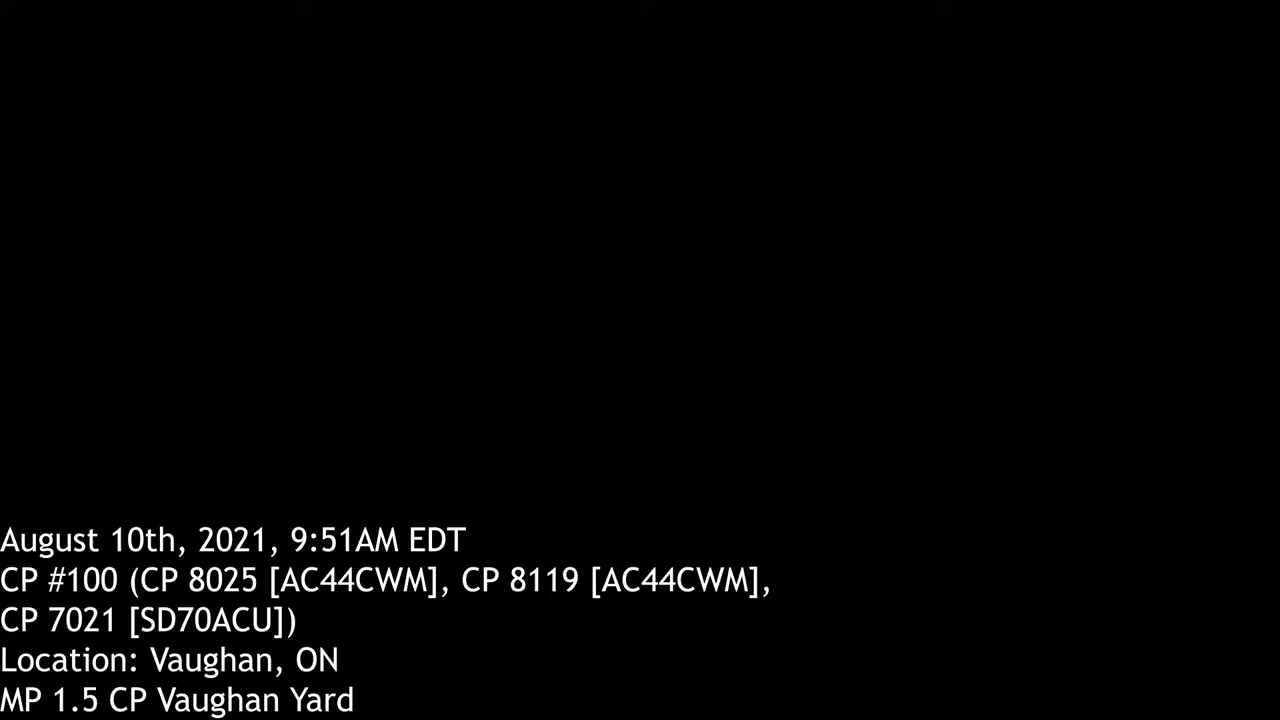 August 10th, 2021, 9:51AM EDT
CP #100 (CP 8025 [AC44CWM], CP 8119 [AC44CWM],
CP 7021 [SD70ACU])
Location: Vaughan, ON
MP 1.5 CP Vaughan Yard